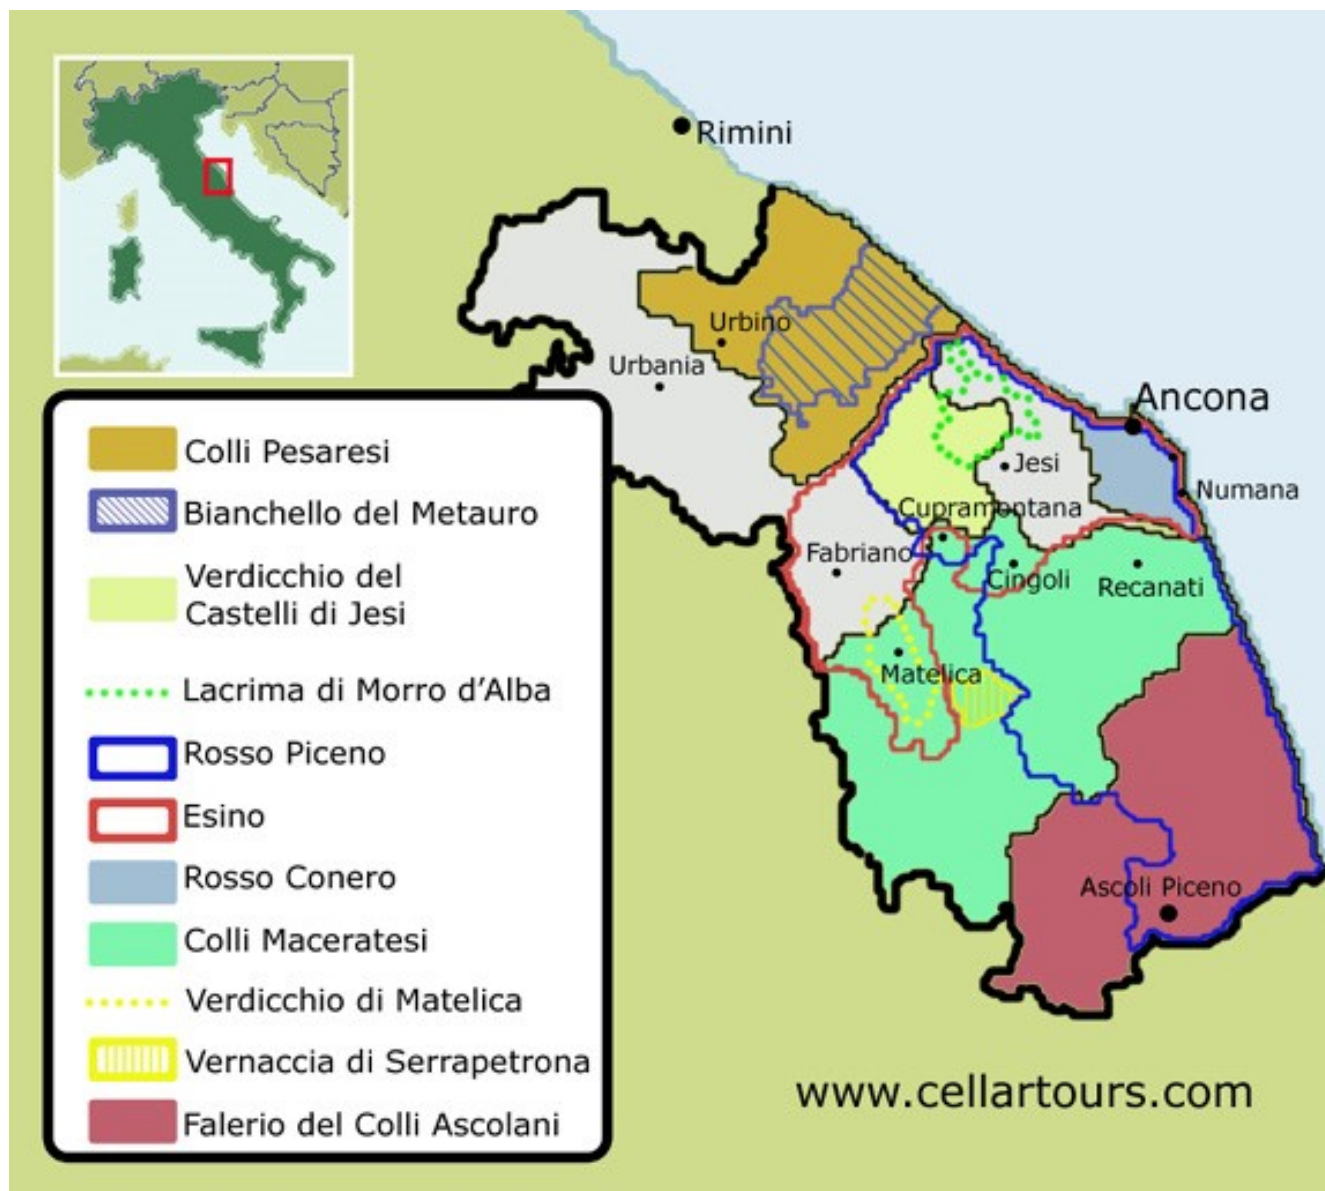 Rimini
Urbino
Urbania
Ancona
Jesi
Numana
Cupramontana
Fabriano
Cingoli
Recanati
Matelica
Ascoli Piceno
Colli Pesaresi
Bianchello del Metauro
Verdicchio del
Castelli di Jesi
Lacrima di Morro d'Alba
Rosso Piceno
Esino
Rosso Conero
Colli Maceratesi
Verdicchio di Matelica
Vernaccia di Serrapetrona
Falerio del Colli Ascolani
www.cellartours.com